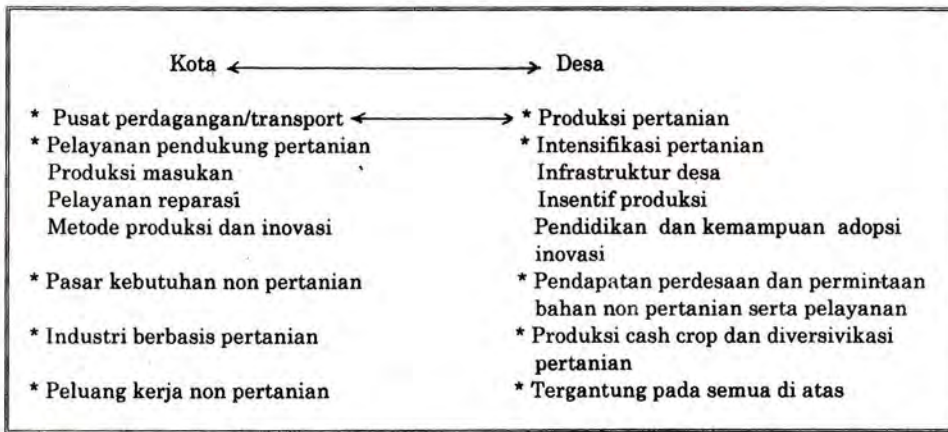 Kota ←→ Desa
* Pusat perdagangan/transport ←→ * Produksi pertanian
* Pelayanan pendukung pertanian * Intensifikasi pertanian
Produksi masukan Infrastruktur desa
Pelayanan reparasi Insentif produksi
Metode produksi dan inovasi Pendidikan dan kemampuan adopsi
inovasi
* Pasar kebutuhan non pertanian * Pendapatan perdesaan dan permintaan
bahan non pertanian serta pelayanan
* Industri berbasis pertanian * Produksi cash crop dan diversivikasi
pertanian
* Peluang kerja non pertanian * Tergantung pada semua di atas